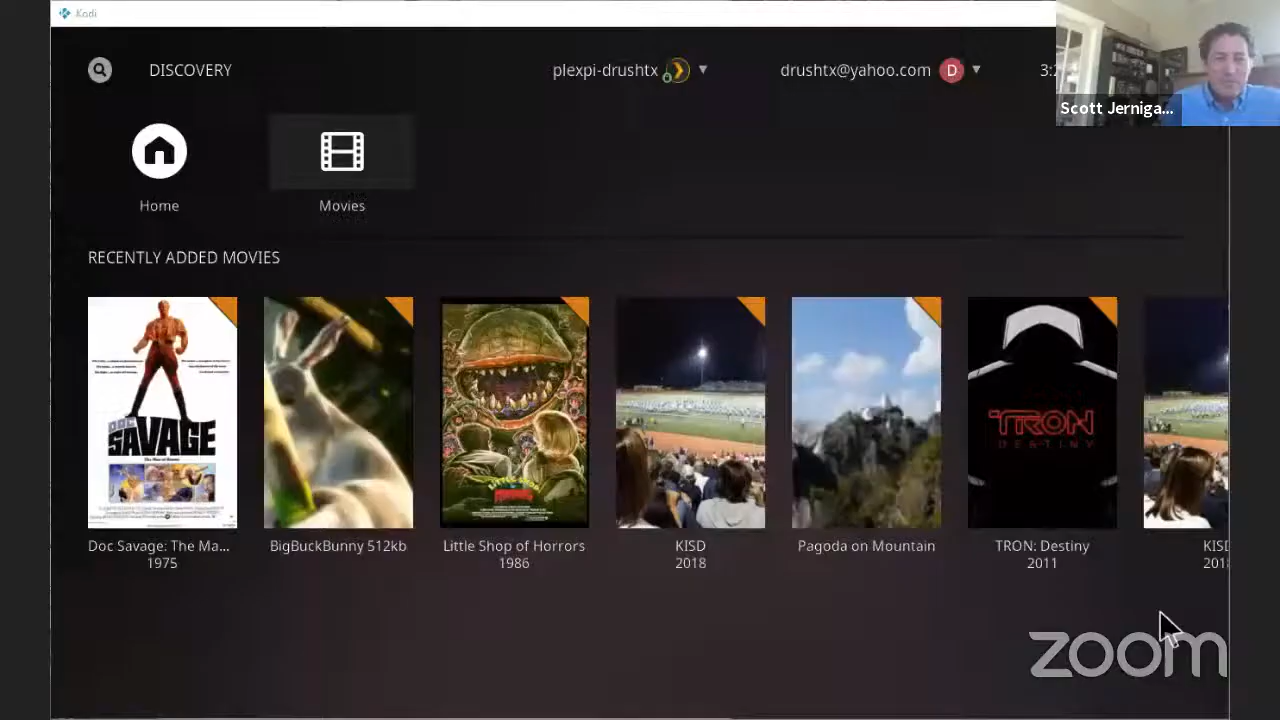 Kodi
DISCOVERY
plexpi-drushtx
drushtx@yahoo.com
D
3:
Scott Jerniga...
Home
Movies
RECENTLY ADDED MOVIES
DOC
SAVAGE
TRON
DESTINY
Doc Savage: The Ma...
1975
BigBuckBunny 512kb
Little Shop of Horrors
1986
KISD
2018
Pagoda on Mountain
TRON: Destiny
2011
zoom